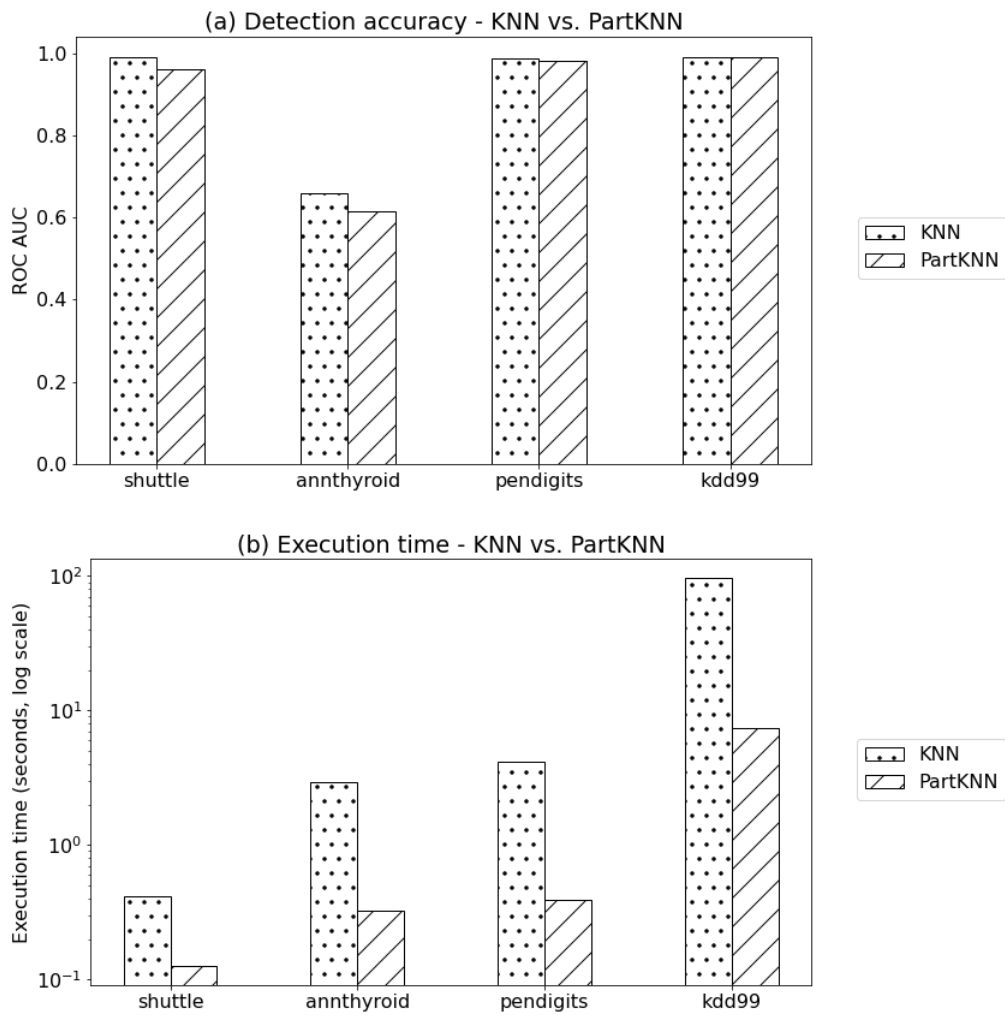 (a) Detection accuracy - KNN vs. PartKNN
ROC AUC
1.0
0.8
0.6
0.4
0.2
0.0
shuttle annthyroid pendigits kdd99
KNN
PartKNN
(b) Execution time - KNN vs. PartKNN
Execution time (seconds, log scale)
10²
10¹
10⁰
10⁻¹
shuttle annthyroid pendigits kdd99
KNN
PartKNN